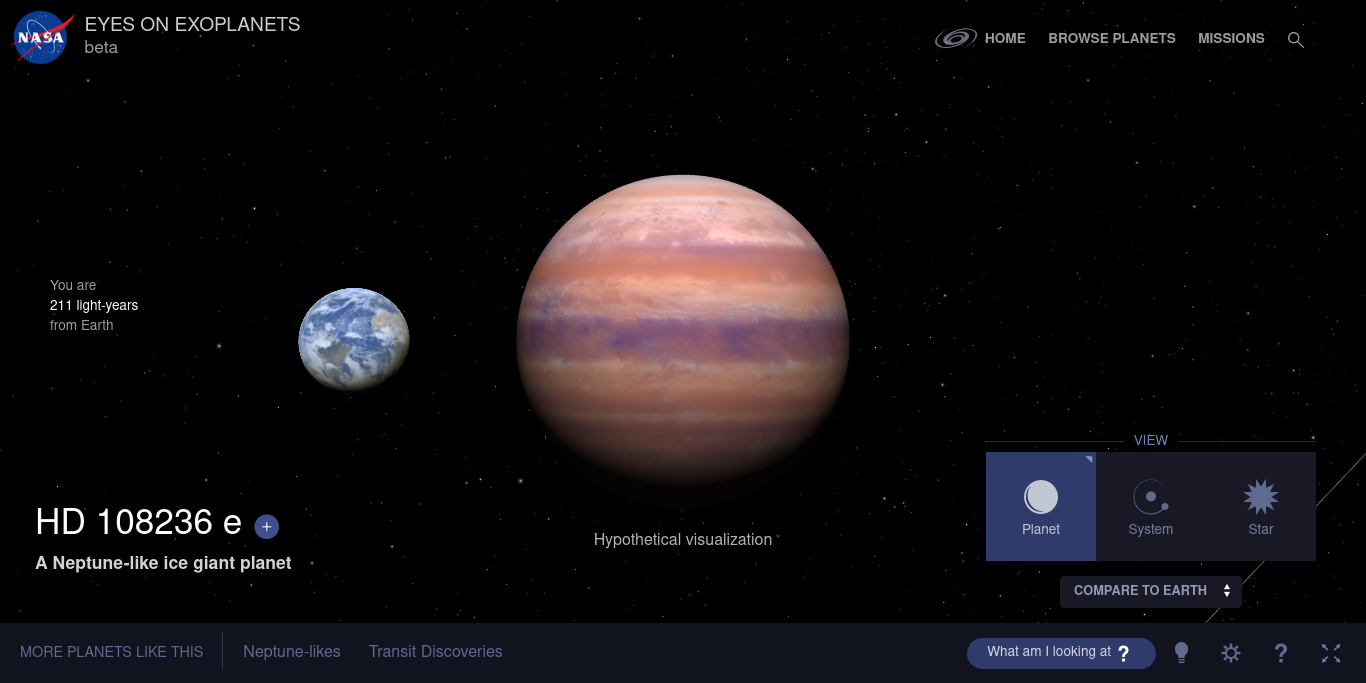 NASA
EYES ON EXOPLANETS
beta
HOME
BROWSE PLANETS
MISSIONS
You are
211 light-years
from Earth
VIEW
Planet
System
Star
HD 108236 e +
A Neptune-like ice giant planet
Hypothetical visualization
COMPARE TO EARTH
MORE PLANETS LIKE THIS
Neptune-likes
Transit Discoveries
What am I looking at ?
?